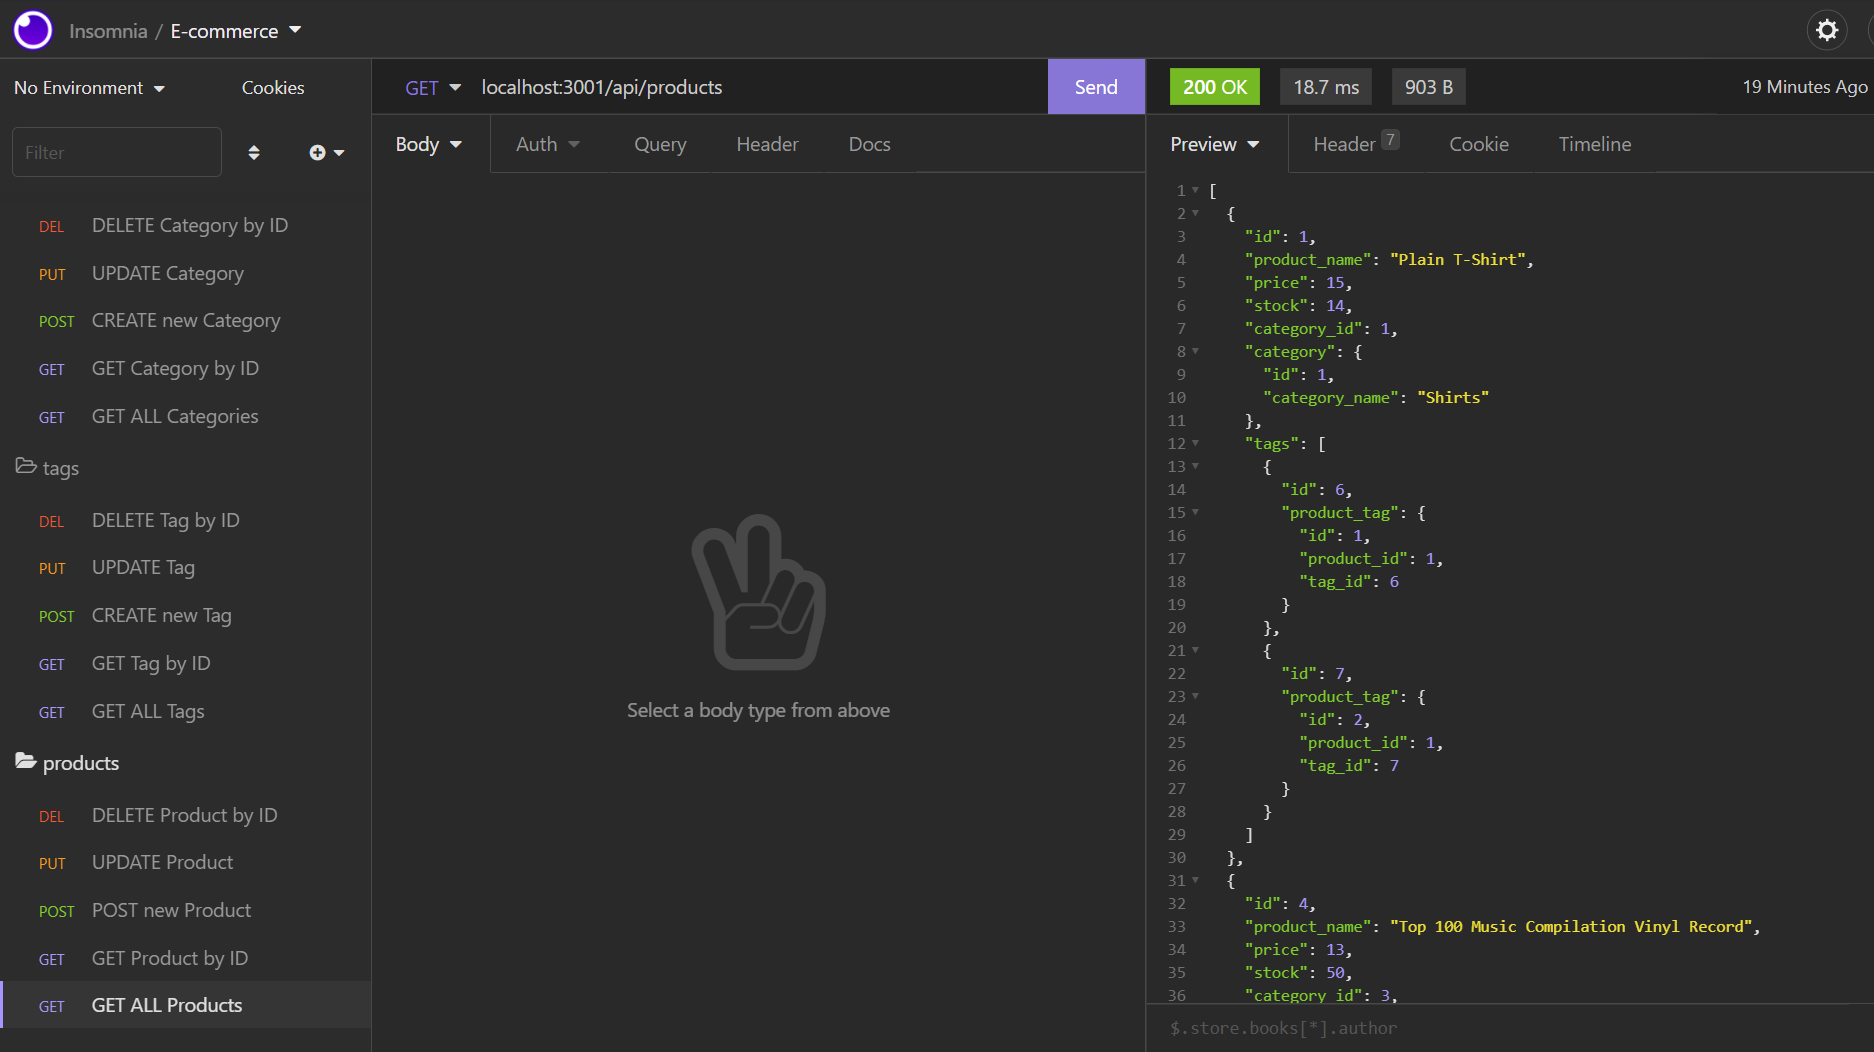 Insomnia / E-commerce
No Environment
Cookies
Filter
DEL DELETE Category by ID
PUT UPDATE Category
POST CREATE new Category
GET GET Category by ID
GET GET ALL Categories
tags
DEL DELETE Tag by ID
PUT UPDATE Tag
POST CREATE new Tag
GET GET Tag by ID
GET GET ALL Tags
products
DEL DELETE Product by ID
PUT UPDATE Product
POST POST new Product
GET GET Product by ID
GET GET ALL Products
GET localhost:3001/api/products Send
Body Auth Query Header Docs
Select a body type from above
200 OK 18.7 ms 903 B 19 Minutes Ago
Preview Header 7 Cookie Timeline
1 [
2 {
3 "id": 1,
4 "product_name": "Plain T-Shirt",
5 "price": 15,
6 "stock": 14,
7 "category_id": 1,
8 "category": {
9 "id": 1,
10 "category_name": "Shirts"
11 },
12 "tags": [
13 {
14 "id": 6,
15 "product_tag": {
16 "id": 1,
17 "product_id": 1,
18 "tag_id": 6
19 }
20 },
21 {
22 "id": 7,
23 "product_tag": {
24 "id": 2,
25 "product_id": 1,
26 "tag_id": 7
27 }
28 }
29 ]
30 },
31 {
32 "id": 4,
33 "product_name": "Top 100 Music Compilation Vinyl Record",
34 "price": 13,
35 "stock": 50,
36 "category_id": 3,
$.store.books[*].author